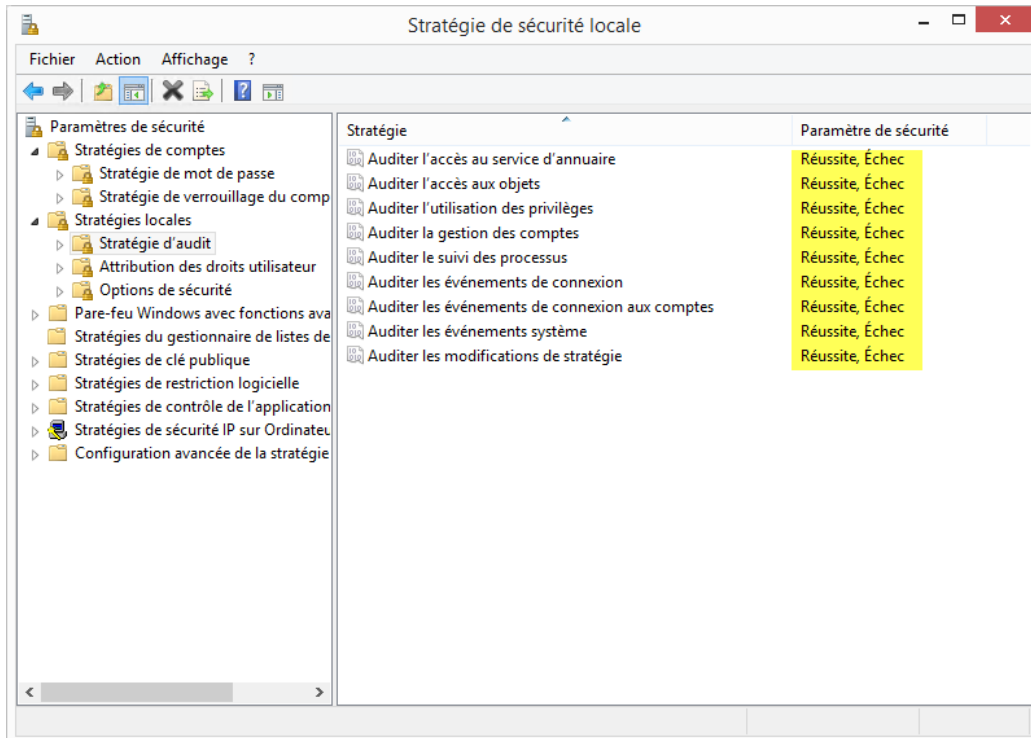 Stratégie de sécurité locale
Fichier Action Affichage ?
Paramètres de sécurité
Stratégies de comptes
Stratégie de mot de passe
Stratégie de verrouillage du comp
Stratégies locales
Stratégie d'audit
Attribution des droits utilisateur
Options de sécurité
Pare-feu Windows avec fonctions ava
Stratégies du gestionnaire de listes de
Stratégies de clé publique
Stratégies de restriction logicielle
Stratégies de contrôle de l'application
Stratégies de sécurité IP sur Ordinateu
Configuration avancée de la stratégie
Stratégie Paramètre de sécurité
Auditer l'accès au service d'annuaire Réussite, Échec
Auditer l'accès aux objets Réussite, Échec
Auditer l'utilisation des privilèges Réussite, Échec
Auditer la gestion des comptes Réussite, Échec
Auditer le suivi des processus Réussite, Échec
Auditer les événements de connexion Réussite, Échec
Auditer les événements de connexion aux comptes Réussite, Échec
Auditer les événements système Réussite, Échec
Auditer les modifications de stratégie Réussite, Échec